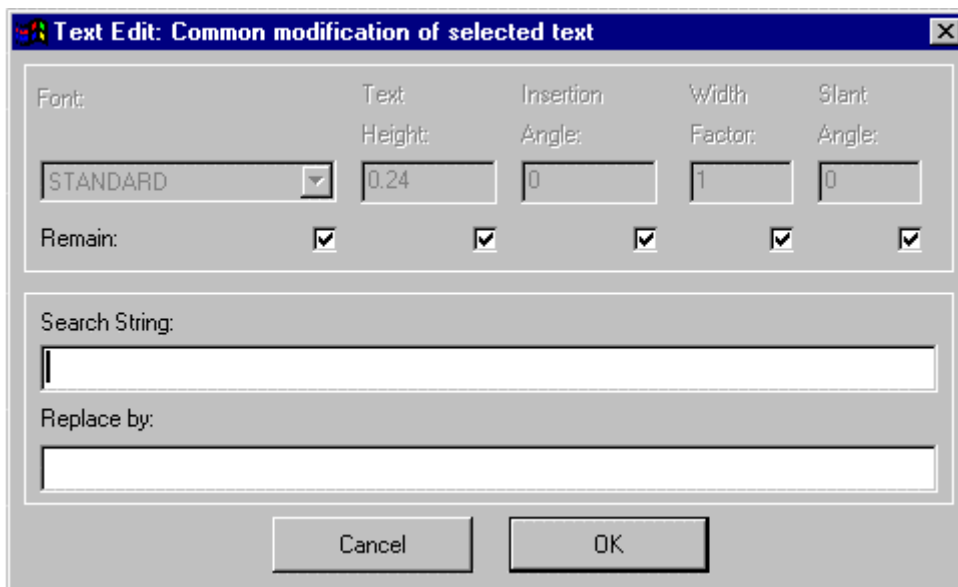 Text Edit: Common modification of selected text
Font: Text Insertion Width Slant
Height: Angle: Factor: Angle:
STANDARD 0.24 0 1 0
Remain:
Search String:
Replace by:
Cancel OK